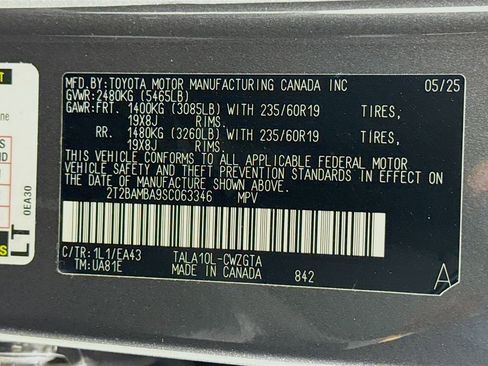 MFD.BY:TOYOTA MOTOR MANUFACTURING CANADA INC 05/25
GVWR:2480KG (5465LB)
GAWR:FRT. 1400KG (3085LB) WITH 235/60R19 TIRES,
19X8J RIMS.
RR. 1480KG (3260LB) WITH 235/60R19 TIRES,
19X8J RIMS.
THIS VEHICLE CONFORMS TO ALL APPLICABLE FEDERAL MOTOR
VEHICLE SAFETY AND THEFT PREVENTION STANDARDS IN EFFECT ON
THE DATE OF MANUFACTURE SHOWN ABOVE.
2T2BAMBA9SC063346 MPV
C/TR:1L1/EA43 TALA10L-CWZGTA
TM:UA81E MADE IN CANADA 842 A
LT
0EA30